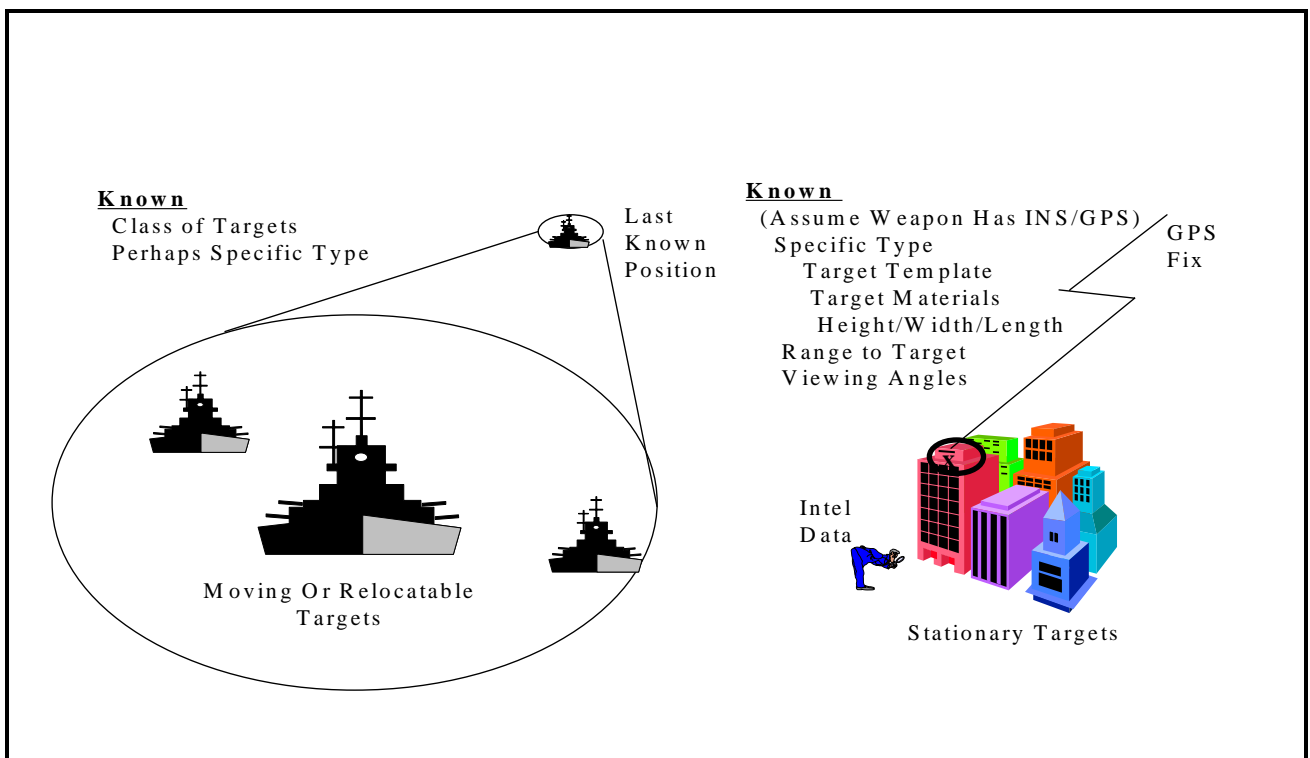 Known
Class of Targets
Perhaps Specific Type
Last
Known
Position
Moving Or Relocatable
Targets
Known
(Assume Weapon Has INS/GPS)
Specific Type
Target Template
Target Materials
Height/Width/Length
Range to Target
Viewing Angles
GPS
Fix
X
Intel
Data
Stationary Targets